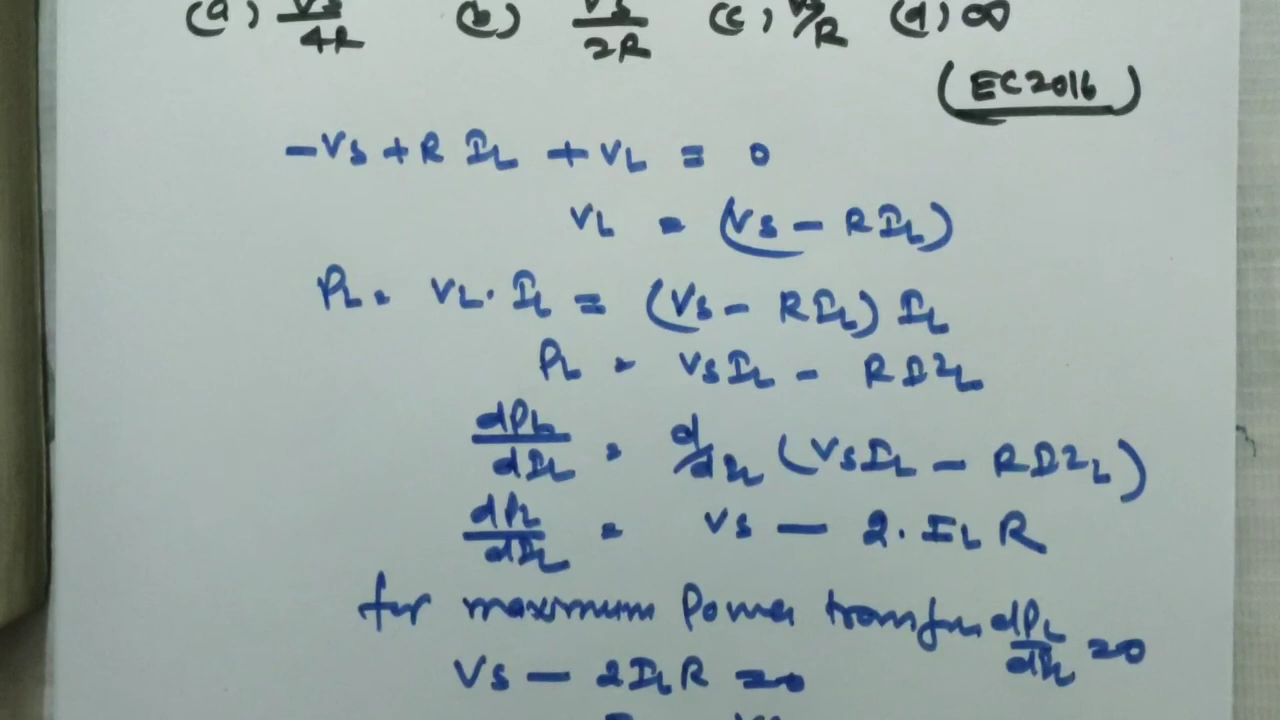 (a) Vs/4R (b) Vs/2R (c) Vs/R (d) ∞
(EC2016)
-Vs + R IL + VL = 0
VL = (Vs - RIL)
PL = VL. IL = (Vs - RIL) IL
PL = VsIL - RI²L
dPL/dIL = d/dIL (VsIL - RI²L)
dPL/dIL = Vs - 2. IL R
for maximum Power transfer dPL/dIL = 0
Vs - 2ILR = 0